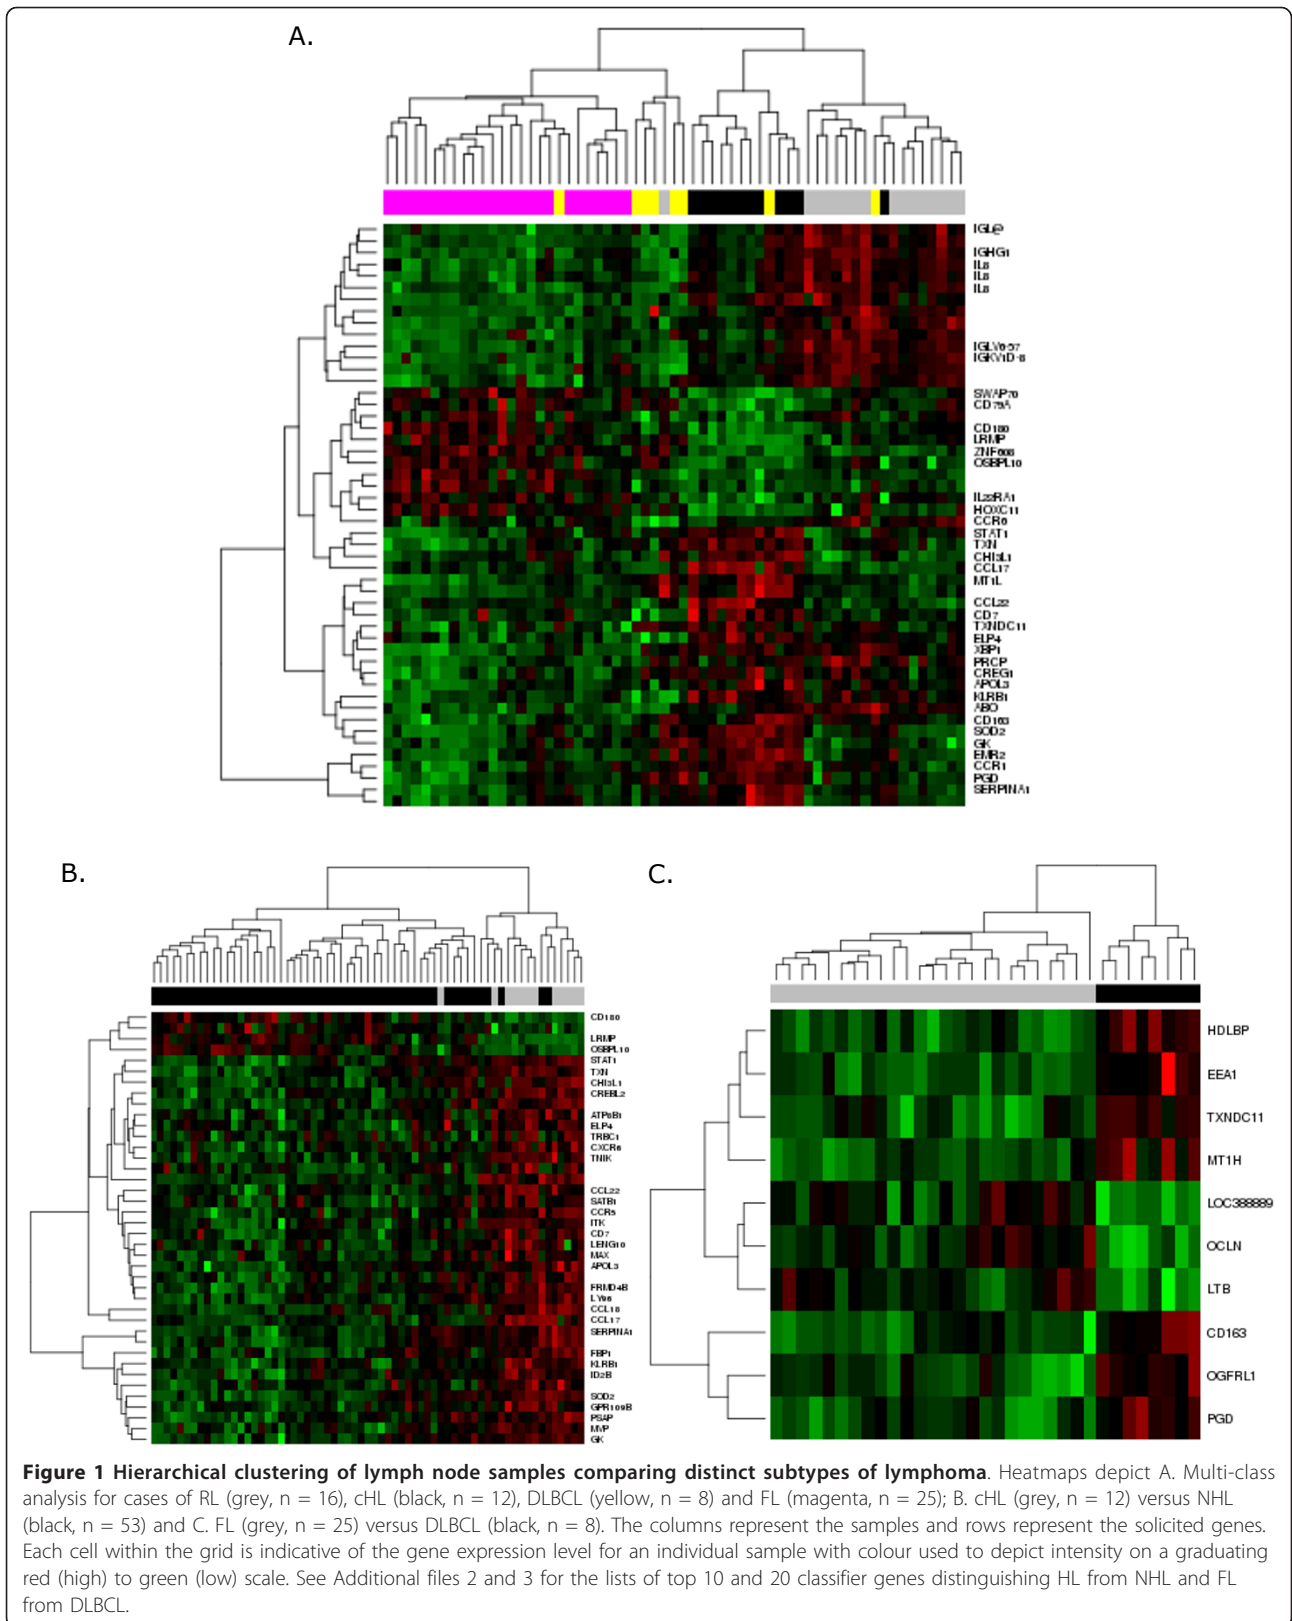 A.
IGL@
IGHG1
IL8
IL8
IL8
IGLV6-57
IGKV1D-8
SWAP70
CD79A
CD180
LRMP
ZNF608
OSBPL10
IL22RA1
HOXC11
CCR6
STAT1
TXN
CHI3L1
CCL17
MT1L
CCL22
CD7
TXNDC11
ELP4
XBP1
PRCP
CREG1
APOL3
KLRB1
ABO
CD163
SOD2
GK
EMR2
CCR1
PGD
SERPINA1
B.
CD180
LRMP
OSBPL10
STAT1
TXN
CHI3L1
CREBL2
ATP8B1
ELP4
TRBC1
CXCR6
TNIK
CCL22
SATB1
CCR5
ITK
CD7
LENG10
MAX
APOL3
FRMD4B
LY96
CCL18
CCL17
SERPINA1
FBP1
KLRB1
ID2B
SOD2
GPR109B
PSAP
MVP
GK
C.
HDLBP
EEA1
TXNDC11
MT1H
LOC388889
OCLN
LTB
CD163
OGFRL1
PGD
Figure 1 Hierarchical clustering of lymph node samples comparing distinct subtypes of lymphoma. Heatmaps depict A. Multi-class
analysis for cases of RL (grey, n = 16), cHL (black, n = 12), DLBCL (yellow, n = 8) and FL (magenta, n = 25); B. cHL (grey, n = 12) versus NHL
(black, n = 53) and C. FL (grey, n = 25) versus DLBCL (black, n = 8). The columns represent the samples and rows represent the solicited genes.
Each cell within the grid is indicative of the gene expression level for an individual sample with colour used to depict intensity on a graduating
red (high) to green (low) scale. See Additional files 2 and 3 for the lists of top 10 and 20 classifier genes distinguishing HL from NHL and FL
from DLBCL.